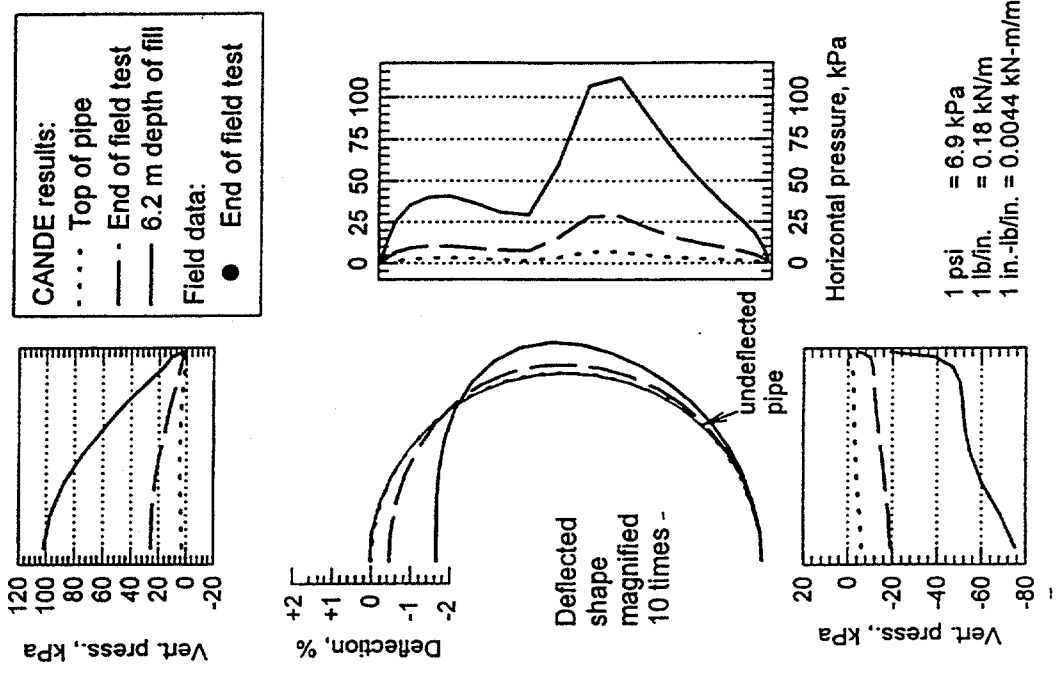 CANDE results:
Top of pipe
End of field test
6.2 m depth of fill
Field data:
End of field test
120
100
80
60
40
20
0
-20
Vert. press., kPa
+2
+1
0
-1
-2
Deflection, %
Deflected
shape
magnified
10 times -
undeflected
pipe
0 25 50 75 100
0 25 50 75 100
Horizontal pressure, kPa
20
0
-20
-40
-60
-80
Vert. press., kPa
1 psi = 6.9 kPa
1 lb/in. = 0.18 kN/m
1 in.-lb/in. = 0.0044 kN-m/m